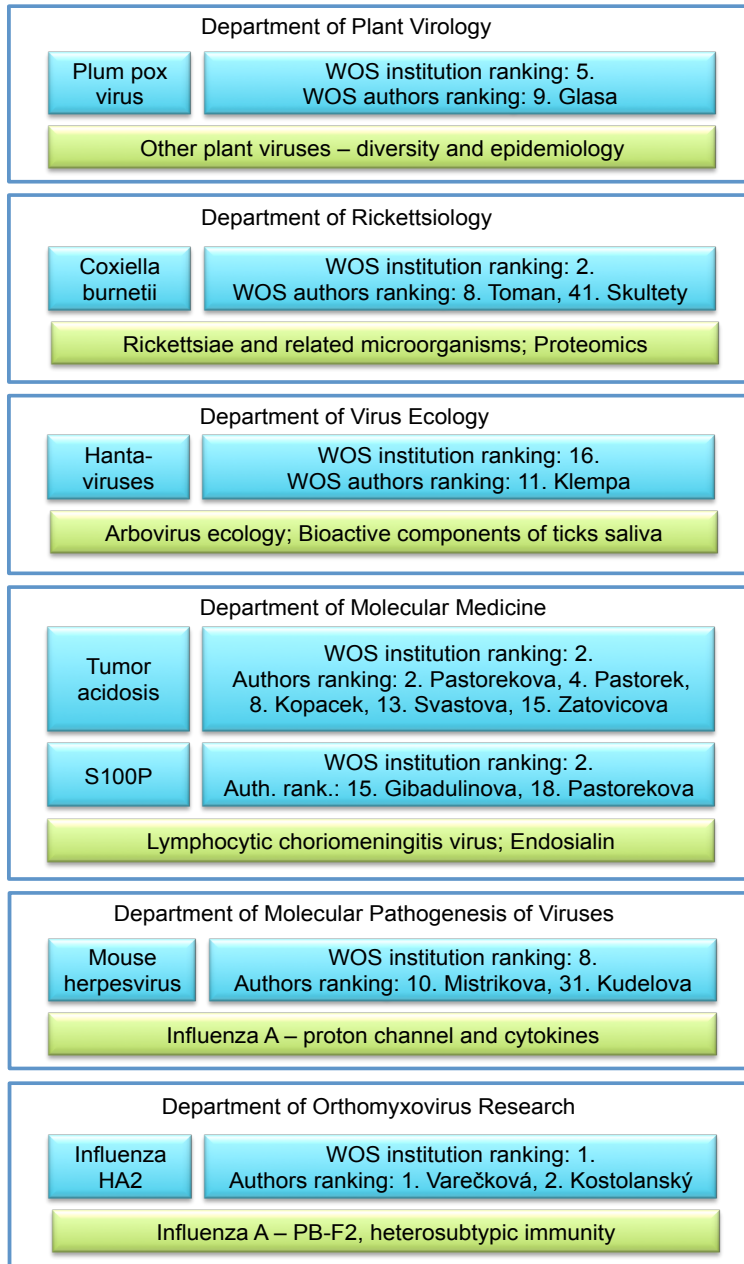 Department of Plant Virology
Plum pox
virus
WOS institution ranking: 5.
WOS authors ranking: 9. Glasa
Other plant viruses – diversity and epidemiology
Department of Rickettsiology
Coxiella
burnetii
WOS institution ranking: 2.
WOS authors ranking: 8. Toman, 41. Skultety
Rickettsiae and related microorganisms; Proteomics
Department of Virus Ecology
Hanta-
viruses
WOS institution ranking: 16.
WOS authors ranking: 11. Klempa
Arbovirus ecology; Bioactive components of ticks saliva
Department of Molecular Medicine
Tumor
acidosis
WOS institution ranking: 2.
Authors ranking: 2. Pastorekova, 4. Pastorek,
8. Kopacek, 13. Svastova, 15. Zatovicova
S100P
WOS institution ranking: 2.
Auth. rank.: 15. Gibadulinova, 18. Pastorekova
Lymphocytic choriomeningitis virus; Endosialin
Department of Molecular Pathogenesis of Viruses
Mouse
herpesvirus
WOS institution ranking: 8.
Authors ranking: 10. Mistrikova, 31. Kudelova
Influenza A – proton channel and cytokines
Department of Orthomyxovirus Research
Influenza
HA2
WOS institution ranking: 1.
Authors ranking: 1. Varečková, 2. Kostolanský
Influenza A – PB-F2, heterosubtypic immunity